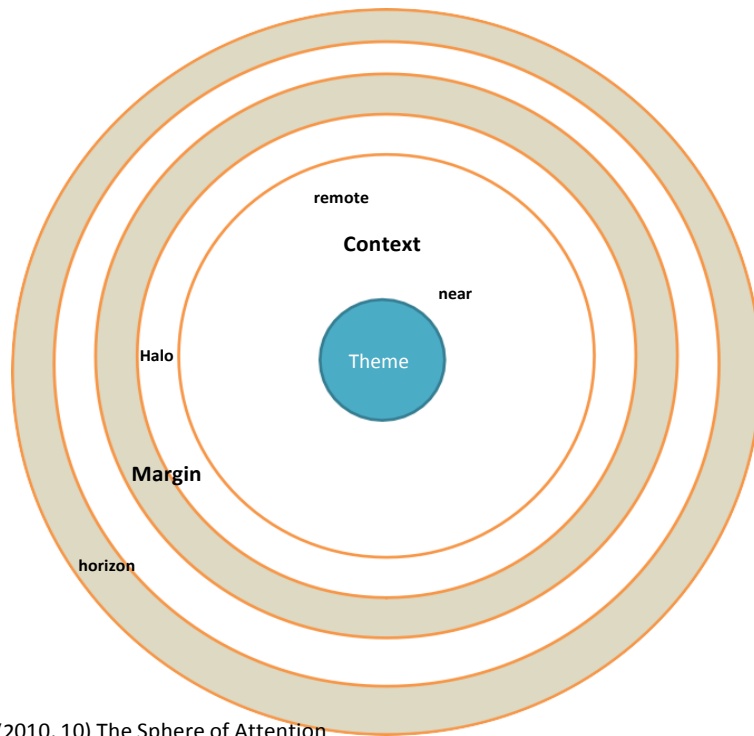 remote
Context
near
Theme
Halo
Margin
horizon
2010, 10) The Sphere of Attention